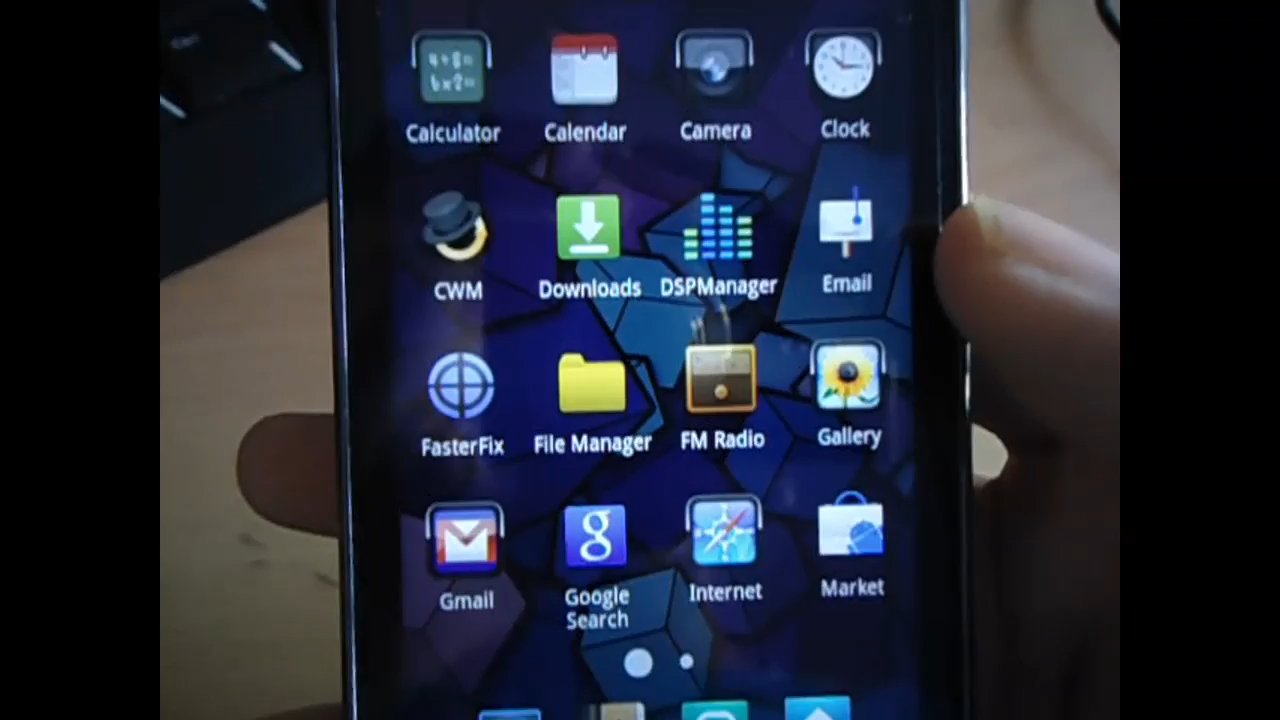 Calculator Calendar Camera Clock
CWM Downloads DSPManager Email
FasterFix File Manager FM Radio Gallery
Gmail Google Search Internet Market